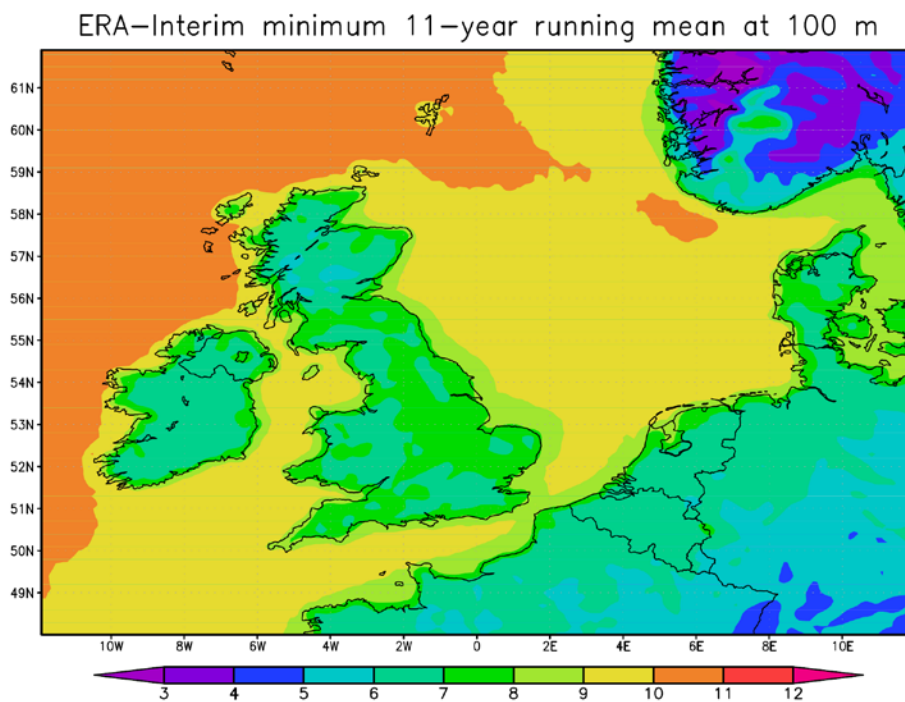 ERA-Interim minimum 11-year running mean at 100 m
61N
60N
59N
58N
57N
56N
55N
54N
53N
52N
51N
50N
49N
10W 8W 6W 4W 2W 0 2E 4E 6E 8E 10E
3 4 5 6 7 8 9 10 11 12